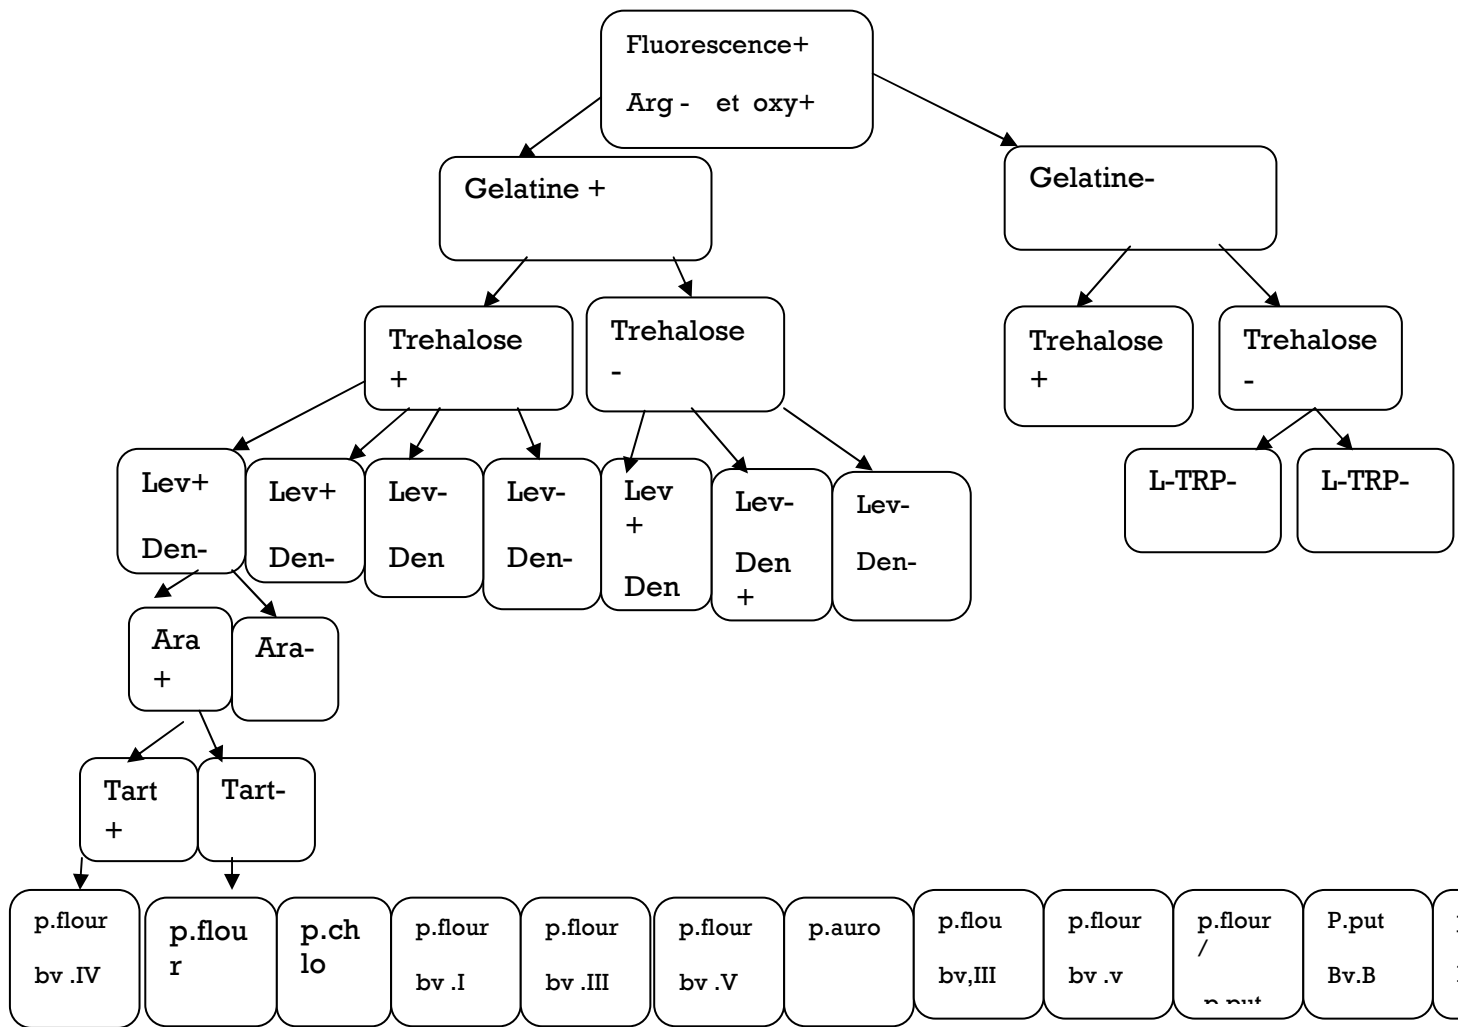 Fluorescence+
Arg - et oxy+
Gelatine +
Gelatine-
Trehalose
+
Trehalose
-
Trehalose
+
Trehalose
-
Lev+
Den-
Lev+
Den-
Lev-
Den
Lev-
Den-
Lev
+
Den
Lev-
Den
+
Lev-
Den-
L-TRP-
L-TRP-
Ara
+
Ara-
Tart
+
Tart-
p.flour
bv .IV
p.flou
r
p.ch
lo
p.flour
bv .I
p.flour
bv .III
p.flour
bv .V
p.auro
p.flou
bv,III
p.flour
bv .v
p.flour
/
p.put
P.put
Bv.B